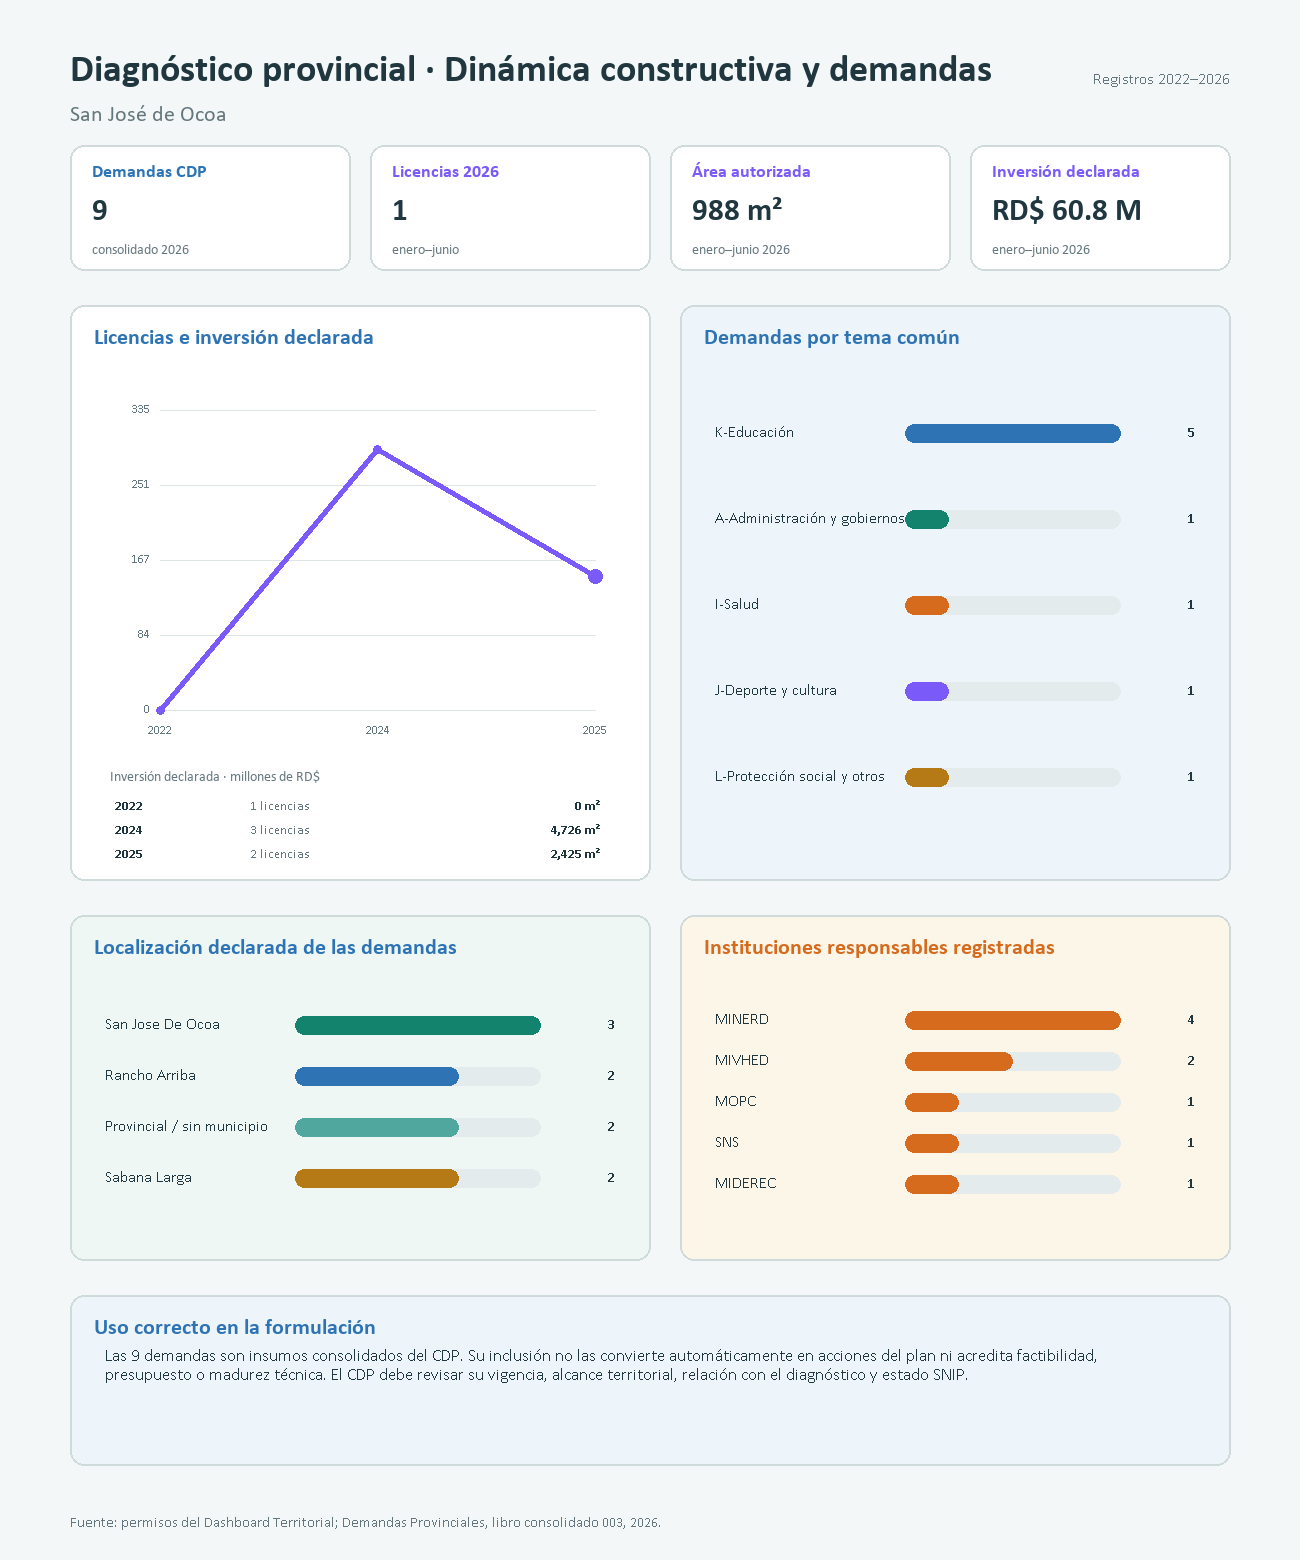 Diagnóstico provincial · Dinámica constructiva y demandas
Registros 2022–2026
San José de Ocoa
Demandas CDP
9
consolidado 2026
Licencias 2026
1
enero–junio
Área autorizada
988 m²
enero–junio 2026
Inversión declarada
RD$ 60.8 M
enero–junio 2026
Licencias e inversión declarada
335
251
167
84
0
2022 2024 2025
Inversión declarada · millones de RD$
2022 1 licencias 0 m²
2024 3 licencias 4,726 m²
2025 2 licencias 2,425 m²
Demandas por tema común
K-Educación 5
A-Administración y gobiernos 1
I-Salud 1
J-Deporte y cultura 1
L-Protección social y otros 1
Localización declarada de las demandas
San Jose De Ocoa 3
Rancho Arriba 2
Provincial / sin municipio 2
Sabana Larga 2
Instituciones responsables registradas
MINERD 4
MIVHED 2
MOPC 1
SNS 1
MIDEREC 1
Uso correcto en la formulación
Las 9 demandas son insumos consolidados del CDP. Su inclusión no las convierte automáticamente en acciones del plan ni acredita factibilidad,
presupuesto o madurez técnica. El CDP debe revisar su vigencia, alcance territorial, relación con el diagnóstico y estado SNIP.
Fuente: permisos del Dashboard Territorial; Demandas Provinciales, libro consolidado 003, 2026.